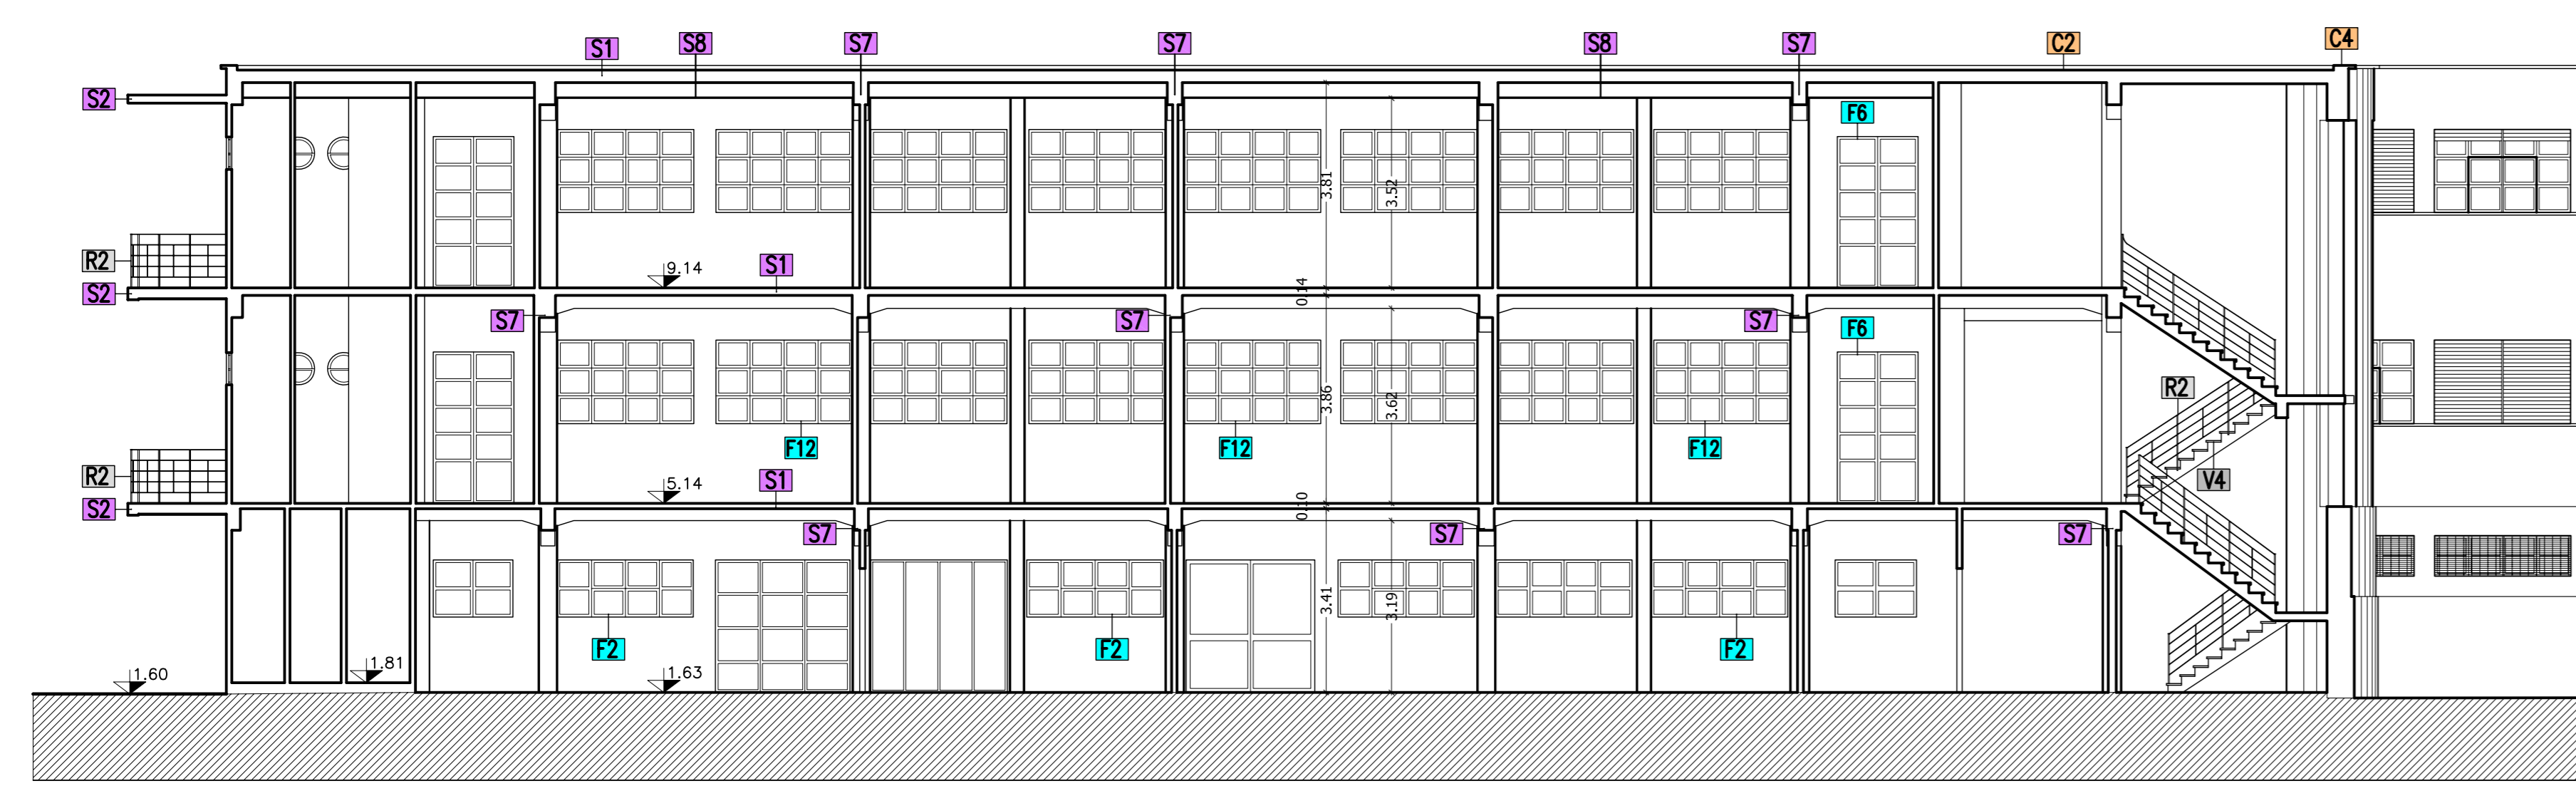 S1 S8 S7 S7 S8 S7 C2 C4
S2
F6
3.81 3.52
R2
9.14 S1
S2
0.14
S7 S7 S7 F6
3.86 3.62
R2
F12 F12 F12
R2
5.14 S1
V4
S2
0.10
S7 S7 S7
3.41 3.19
F2 F2 F2
1.60 1.81 1.63